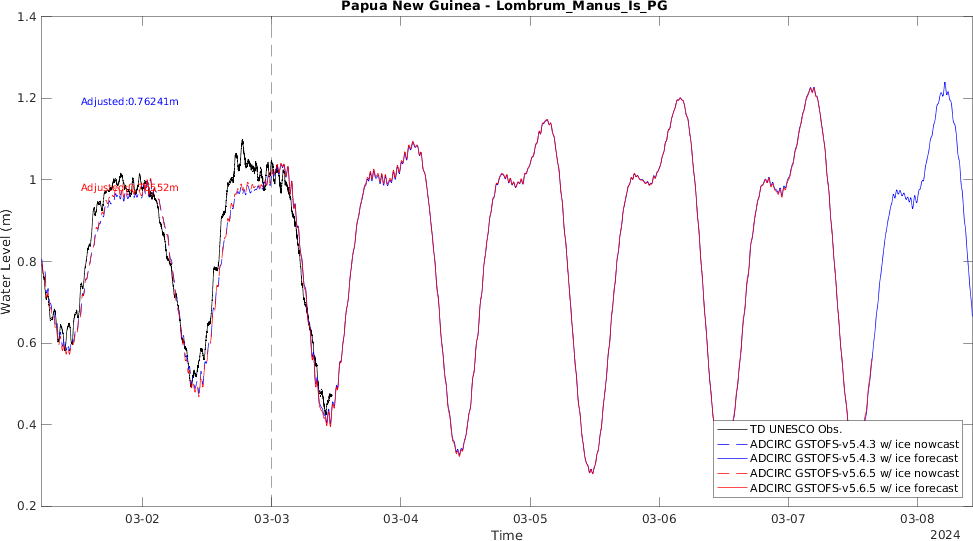 Papua New Guinea - Lombrum_Manus_Is_PG
1.4
1.2
1
0.8
0.6
0.4
0.2
Water Level (m)
Adjusted:0.76241m
TD UNESCO Obs.
ADCIRC GSTOFS-v5.4.3 w/ ice nowcast
ADCIRC GSTOFS-v5.4.3 w/ ice forecast
ADCIRC GSTOFS-v5.6.5 w/ ice nowcast
ADCIRC GSTOFS-v5.6.5 w/ ice forecast
03-02
03-03
03-04
03-05
03-06
03-07
03-08
Time
2024